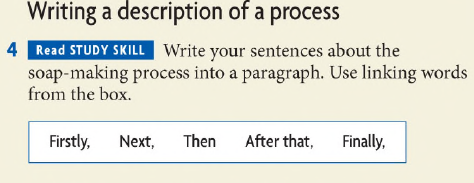 Writing a description of a process
4 Read STUDY SKILL Write your sentences about the
soap-making process into a paragraph. Use linking words
from the box.
Firstly, Next, Then After that, Finally,